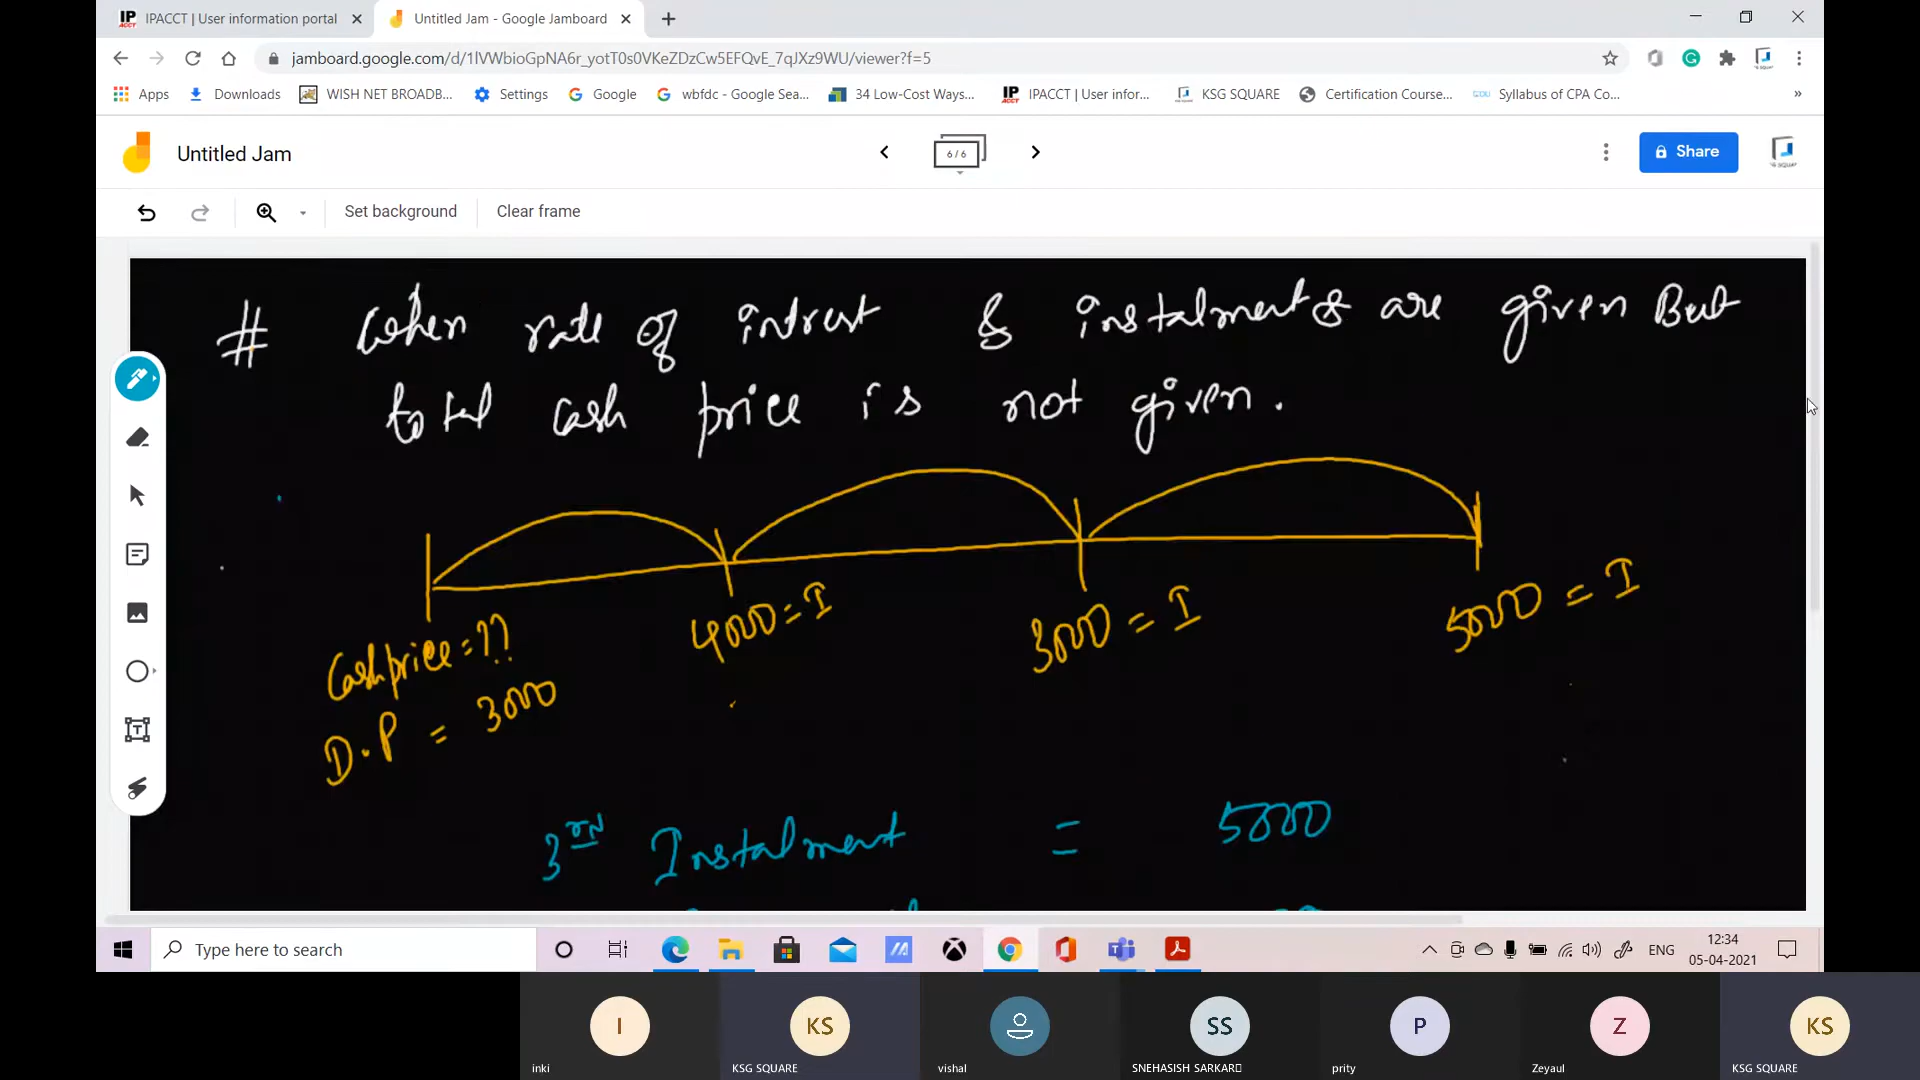 IPACCT | User information portal
Untitled Jam - Google Jamboard
jamboard.google.com/d/1lVWbioGpNA6r_yotT0s0VKeZDzCw5EFQvE_7qJXz9WU/viewer?f=5
Apps Downloads WISH NET BROADB... Settings Google wbfdc - Google Sea... 34 Low-Cost Ways... IPACCT | User infor... KSG SQUARE Certification Course... Syllabus of CPA Co... »
Untitled Jam
6 / 6
Share
Set background Clear frame
# When rate of intrest & instalments are given But
total cash price is not given.
Cash price = ??
D.P = 3000
4000 = I
3000 = I
5000 = I
3rd Instalment = 5000
Type here to search
ENG
12:34
05-04-2021
I KS SS P Z KS
inki KSG SQUARE vishal SNEHASISH SARKAR prity Zeyaul KSG SQUARE